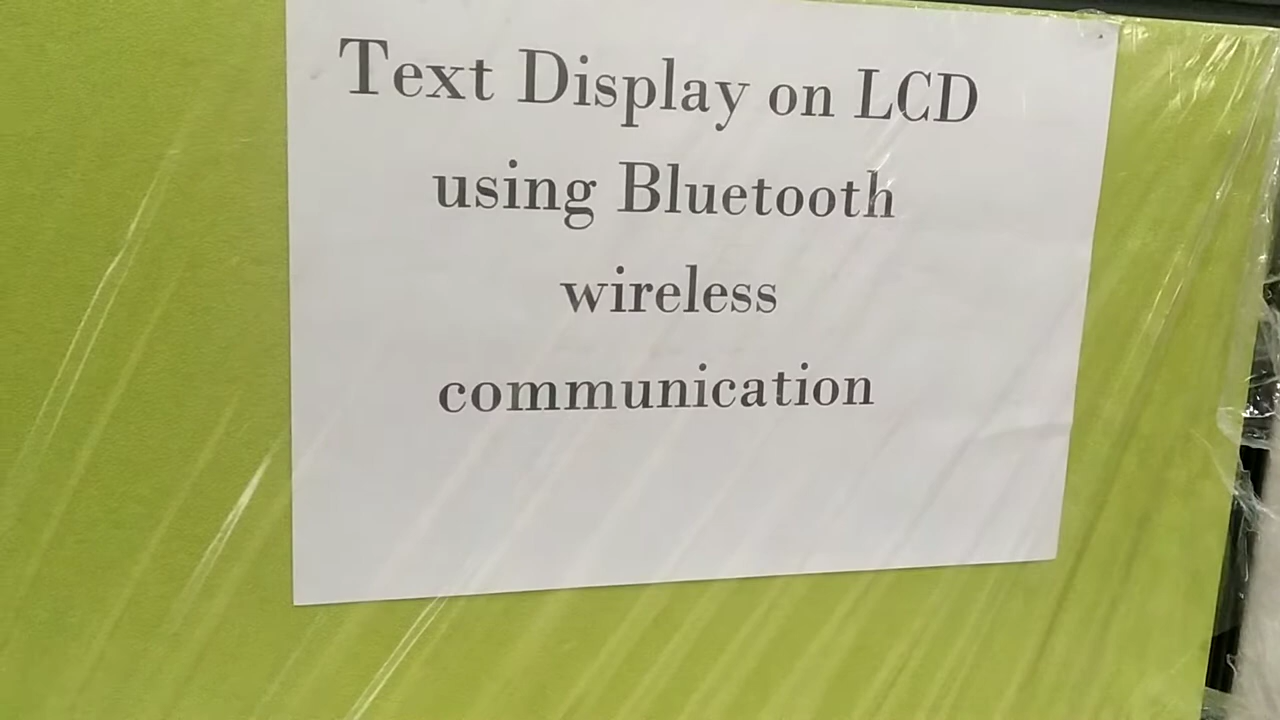 Text Display on LCD
using Bluetooth
wireless
communication